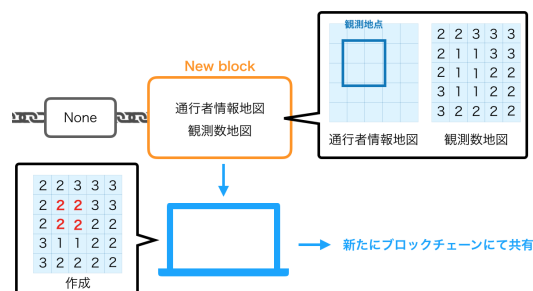 観測地点
2 2 3 3 3
2 1 1 3 3
2 1 1 2 2
3 1 1 2 2
3 2 2 2 2
通行者情報地図 観測数地図
New block
通行者情報地図
観測数地図
None
2 2 3 3 3
2 2 2 3 3
2 2 2 2 2
3 1 1 2 2
3 2 2 2 2
作成
新たにブロックチェーンにて共有